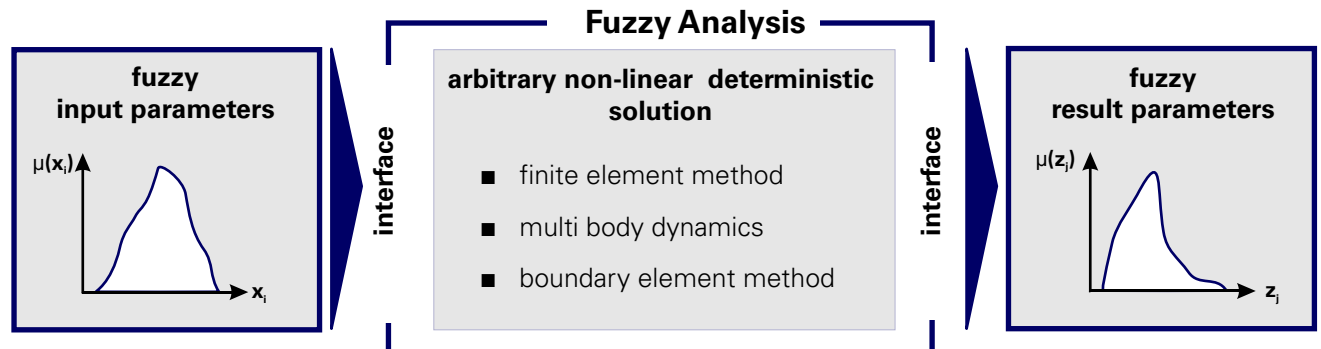 Fuzzy Analysis
fuzzy
input parameters
μ(xᵢ)
xᵢ
interface
arbitrary non-linear deterministic
solution
■ finite element method
■ multi body dynamics
■ boundary element method
interface
fuzzy
result parameters
μ(zⱼ)
zⱼ